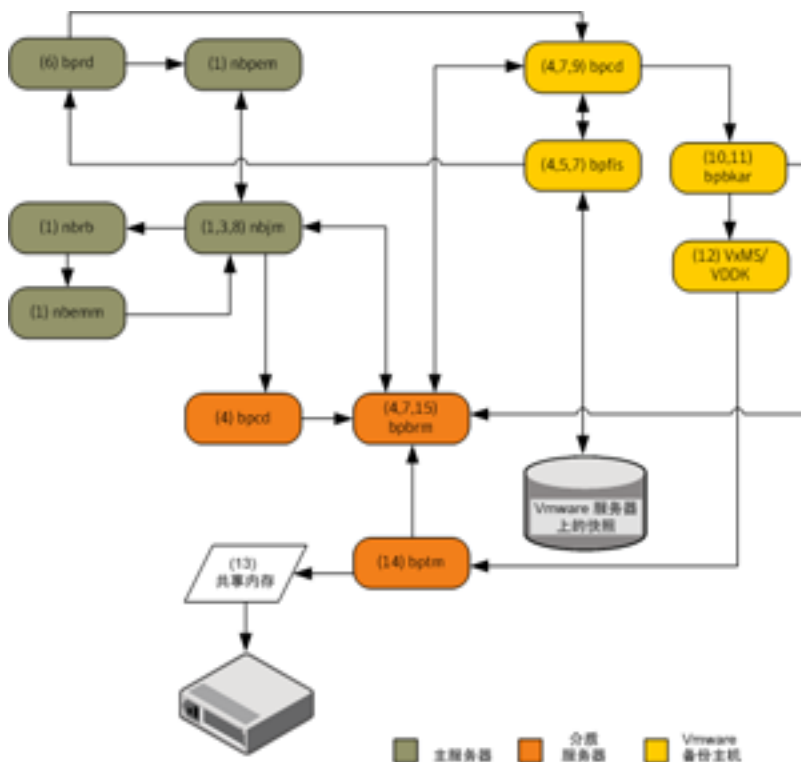 (6) bprd
(1) nbpem
(4,7,9) bpcd
(4,5,7) bpfis
(10,11)
bpbkar
(1) nbrb
(1,3,8) nbjm
(12) VxMS/
VDDK
(1) nbemm
(4) bpcd
(4,7,15)
bpbrm
Vmware 服务器
上的快照
(14) bptm
(13)
共享内存
主服务器
介质
服务器
Vmware
备份主机